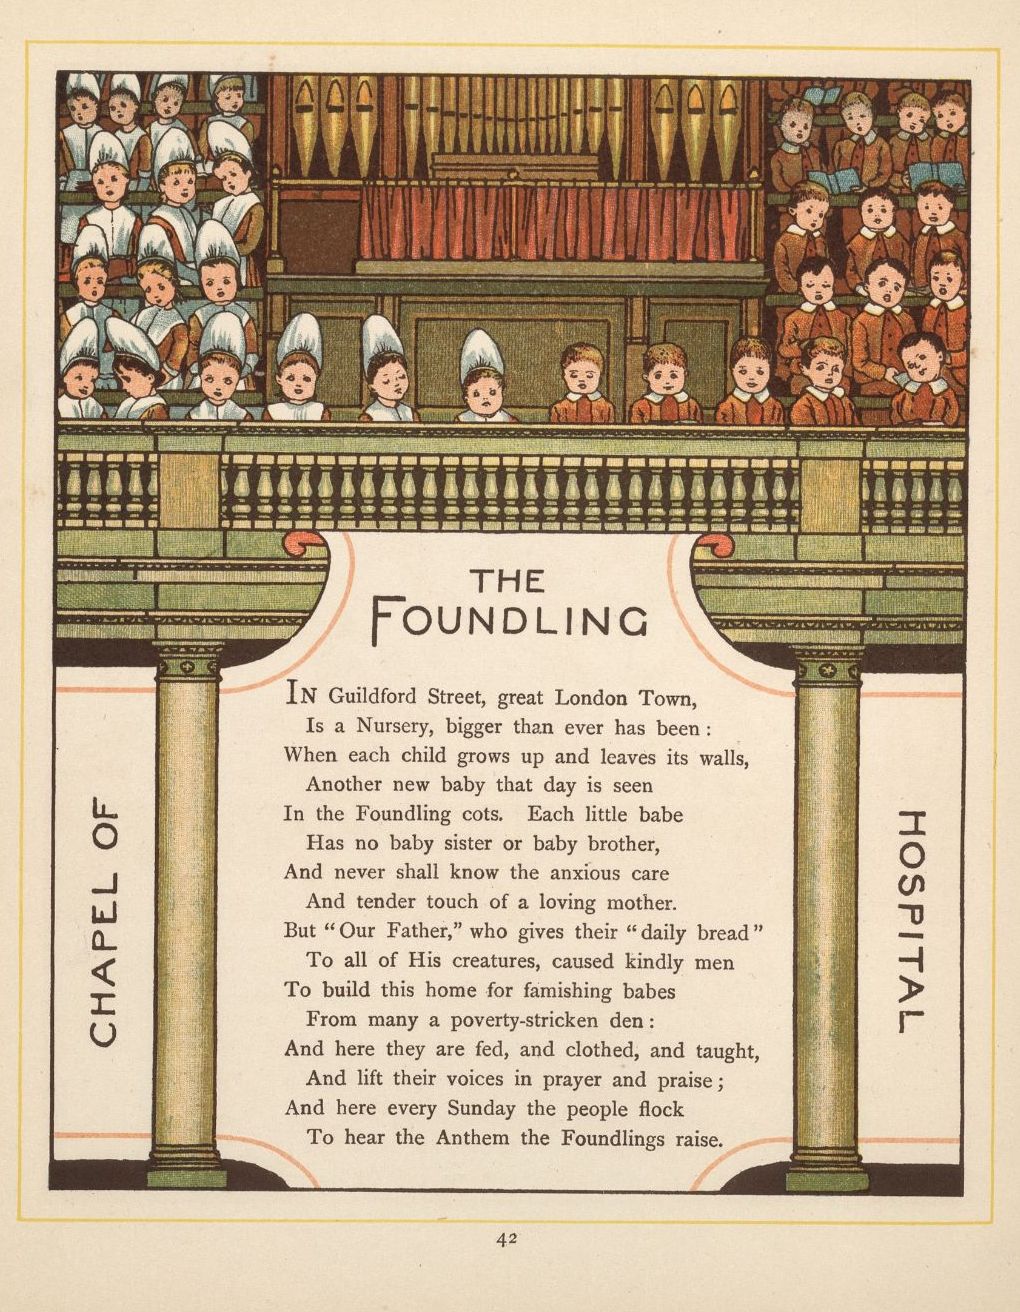 CHAPEL OF
THE
FOUNDLING
HOSPITAL
IN Guildford Street, great London Town,
Is a Nursery, bigger than ever has been :
When each child grows up and leaves its walls,
Another new baby that day is seen
In the Foundling cots. Each little babe
Has no baby sister or baby brother,
And never shall know the anxious care
And tender touch of a loving mother.
But “Our Father,” who gives their “daily bread”
To all of His creatures, caused kindly men
To build this home for famishing babes
From many a poverty-stricken den :
And here they are fed, and clothed, and taught,
And lift their voices in prayer and praise ;
And here every Sunday the people flock
To hear the Anthem the Foundlings raise.
42